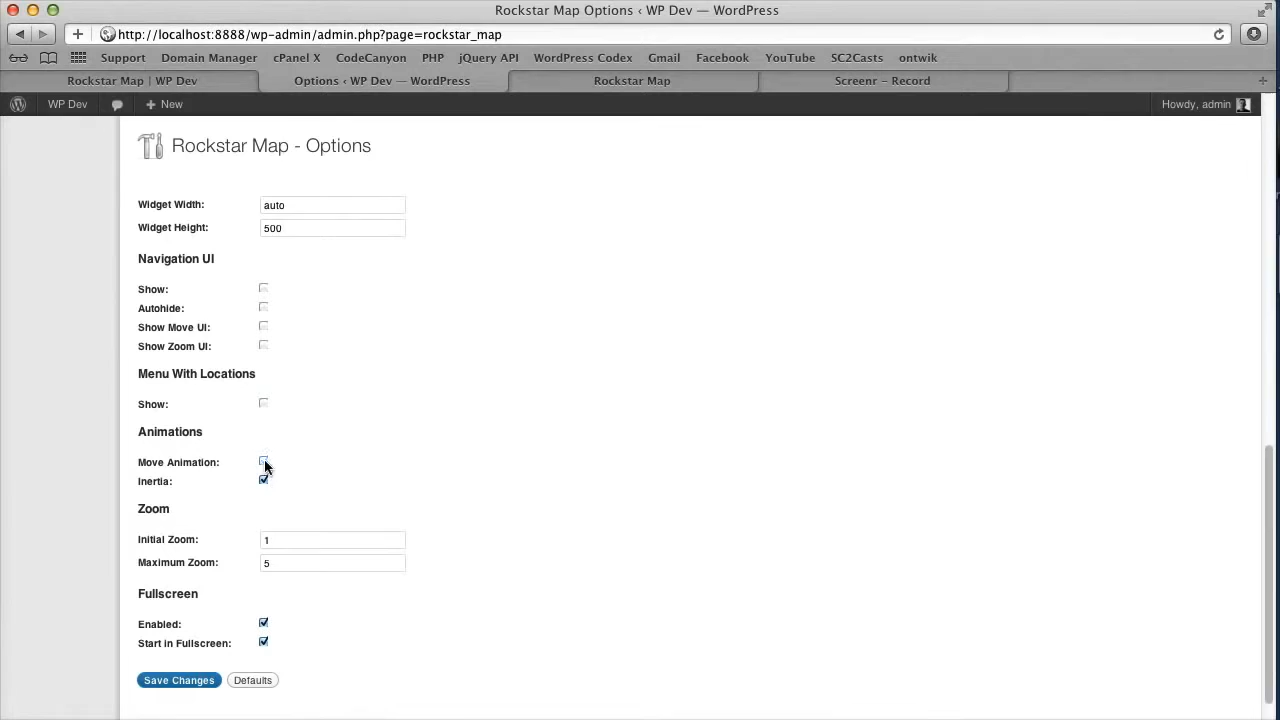 Rockstar Map Options ‹ WP Dev — WordPress
http://localhost:8888/wp-admin/admin.php?page=rockstar_map
Support Domain Manager cPanel X CodeCanyon PHP jQuery API WordPress Codex Gmail Facebook YouTube SC2Casts ontwik
Rockstar Map | WP Dev Options ‹ WP Dev — WordPress Rockstar Map Screenr – Record
WP Dev + New Howdy, admin
Rockstar Map - Options
Widget Width: auto
Widget Height: 500
Navigation UI
Show:
Autohide:
Show Move UI:
Show Zoom UI:
Menu With Locations
Show:
Animations
Move Animation:
Inertia:
Zoom
Initial Zoom: 1
Maximum Zoom: 5
Fullscreen
Enabled:
Start in Fullscreen:
Save Changes Defaults